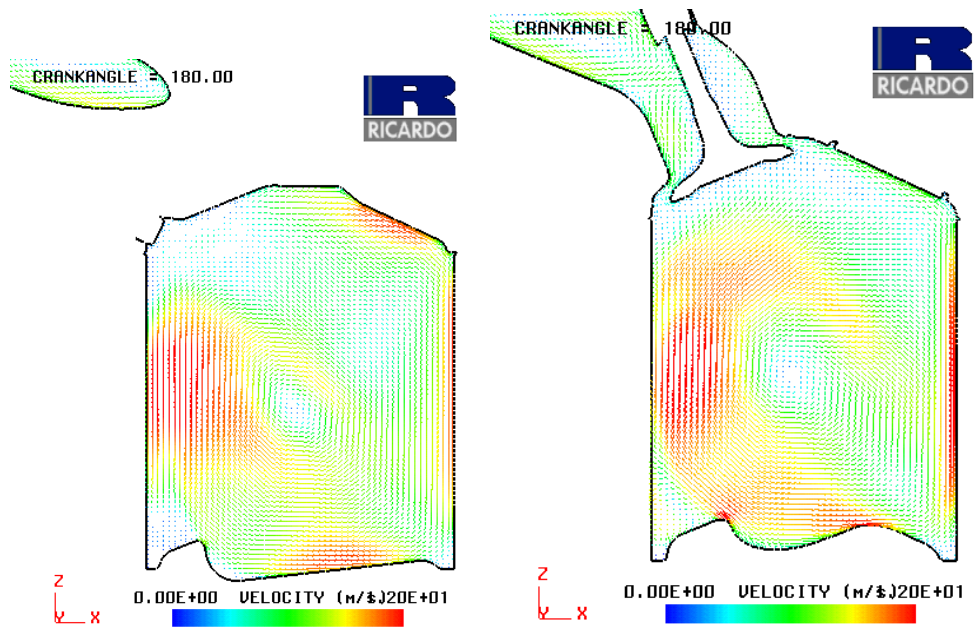 CRANKANGLE = 180.00
R
RICARDO
Z
Y X
0.00E+00 VELOCITY (m/s) 20E+01
CRANKANGLE = 180.00
R
RICARDO
Z
Y X
0.00E+00 VELOCITY (m/s) 20E+01